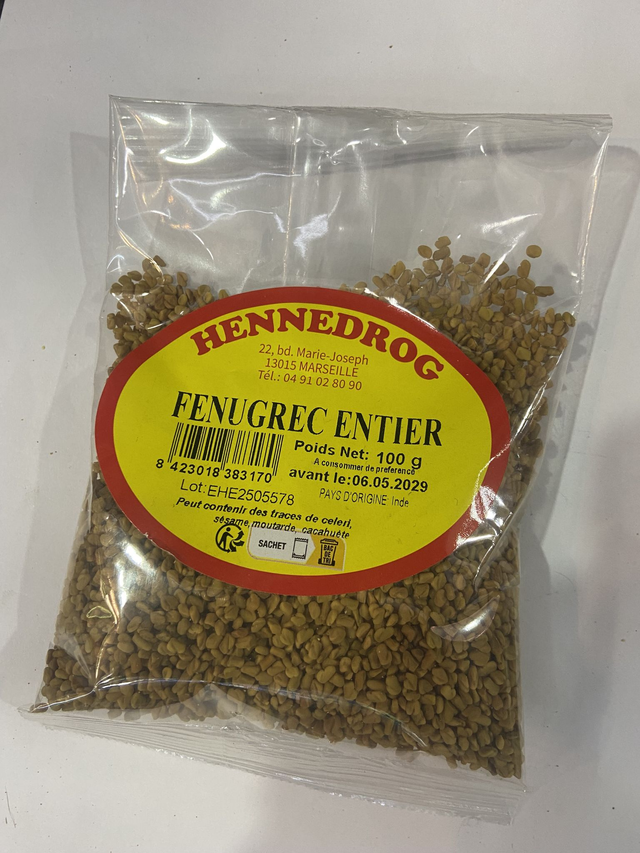 HENNEDROG
22, bd. Marie-Joseph
13015 MARSEILLE
Tél.: 04 91 02 80 90
FENUGREC ENTIER
8 423018 383170
Poids Net: 100 g
A consommer de preference
avant le:06.05.2029
Lot:EHE2505578
PAYS D'ORIGINE: Inde
Peut contenir des traces de celeri,
sésame,moutarde, cacahuéte
SACHET
BAC
DE
TRI